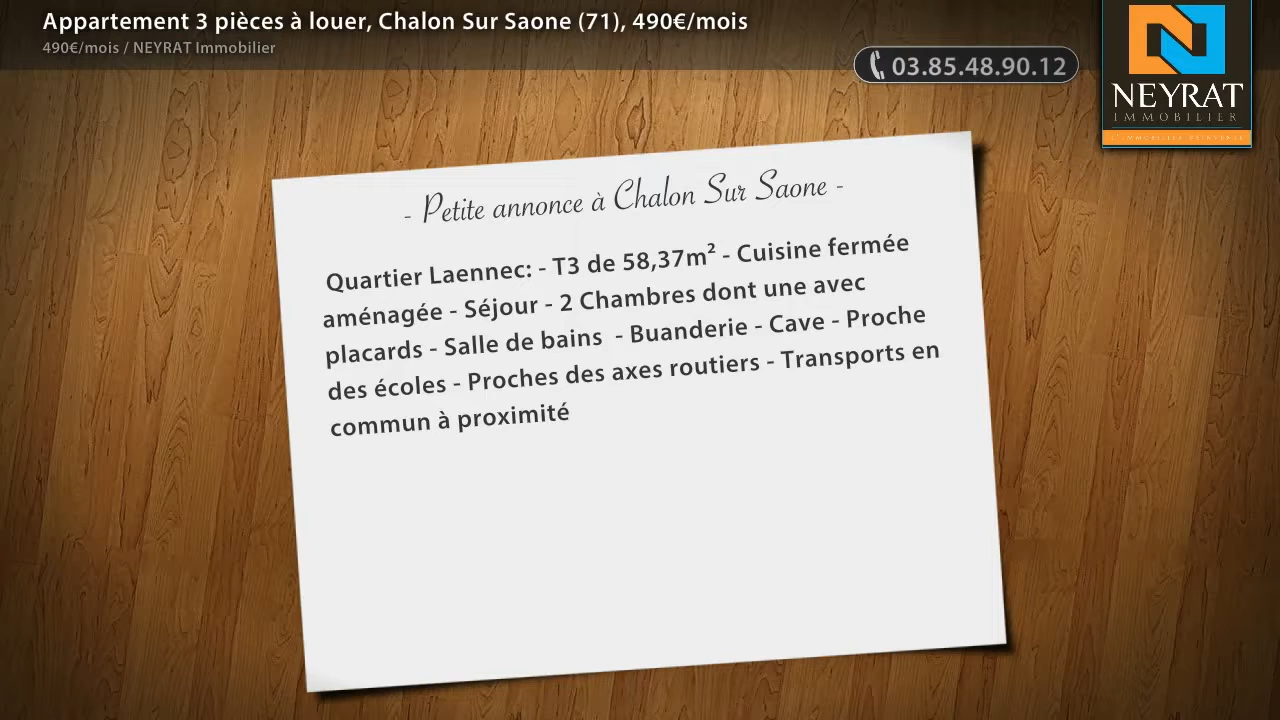 Appartement 3 pièces à louer, Chalon Sur Saone (71), 490€/mois
490€/mois / NEYRAT Immobilier
03.85.48.90.12
NEYRAT
IMMOBILIER
- Petite annonce à Chalon Sur Saone -
Quartier Laennec: - T3 de 58,37m² - Cuisine fermée
aménagée - Séjour - 2 Chambres dont une avec
placards - Salle de bains - Buanderie - Cave - Proche
des écoles - Proches des axes routiers - Transports en
commun à proximité